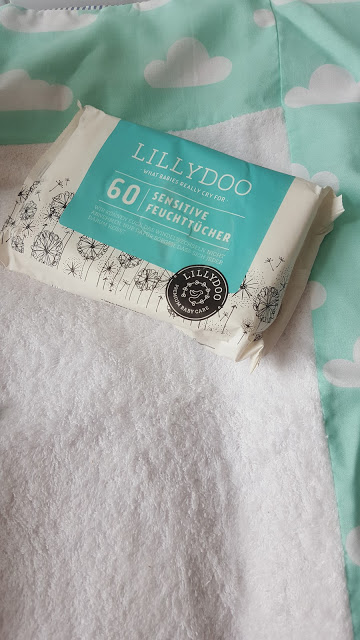 LILLYDOO
WHAT BABIES REALLY CRY FOR
60
SENSITIVE
FEUCHTTÜCHER
LILLYDOO
PREMIUM BABY CARE